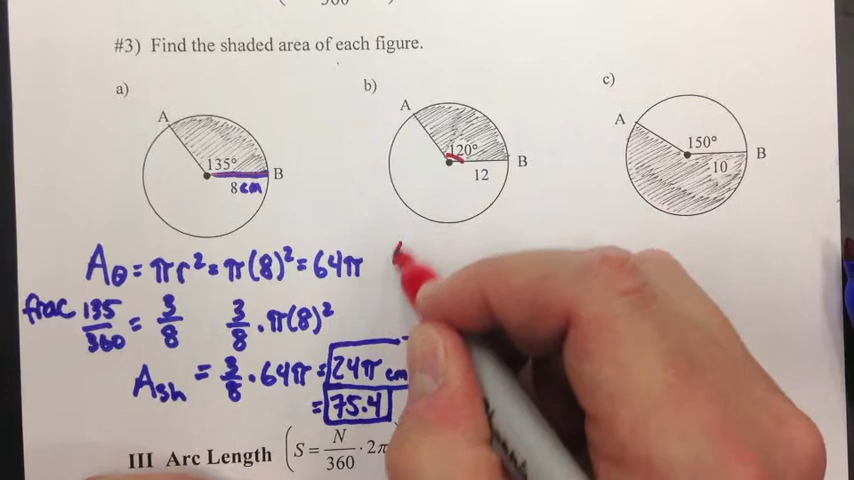 #3) Find the shaded area of each figure.
a) b) c)
A 135° B 8cm
A 120° B 12
A 150° B 10
A⊙ = πr² = π(8)² = 64π
frac 135/360 = 3/8 3/8 · π(8)²
Ash = 3/8 · 64π = 24π cm
= 75.4
III Arc Length (S = N/360 · 2π